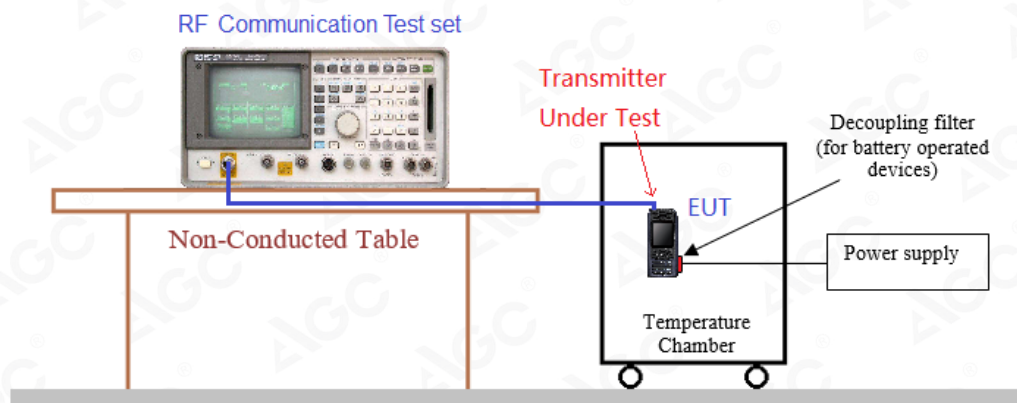 RF Communication Test set
Transmitter
Under Test
Decoupling filter
(for battery operated
devices)
EUT
Non-Conducted Table
Power supply
Temperature
Chamber
AGC